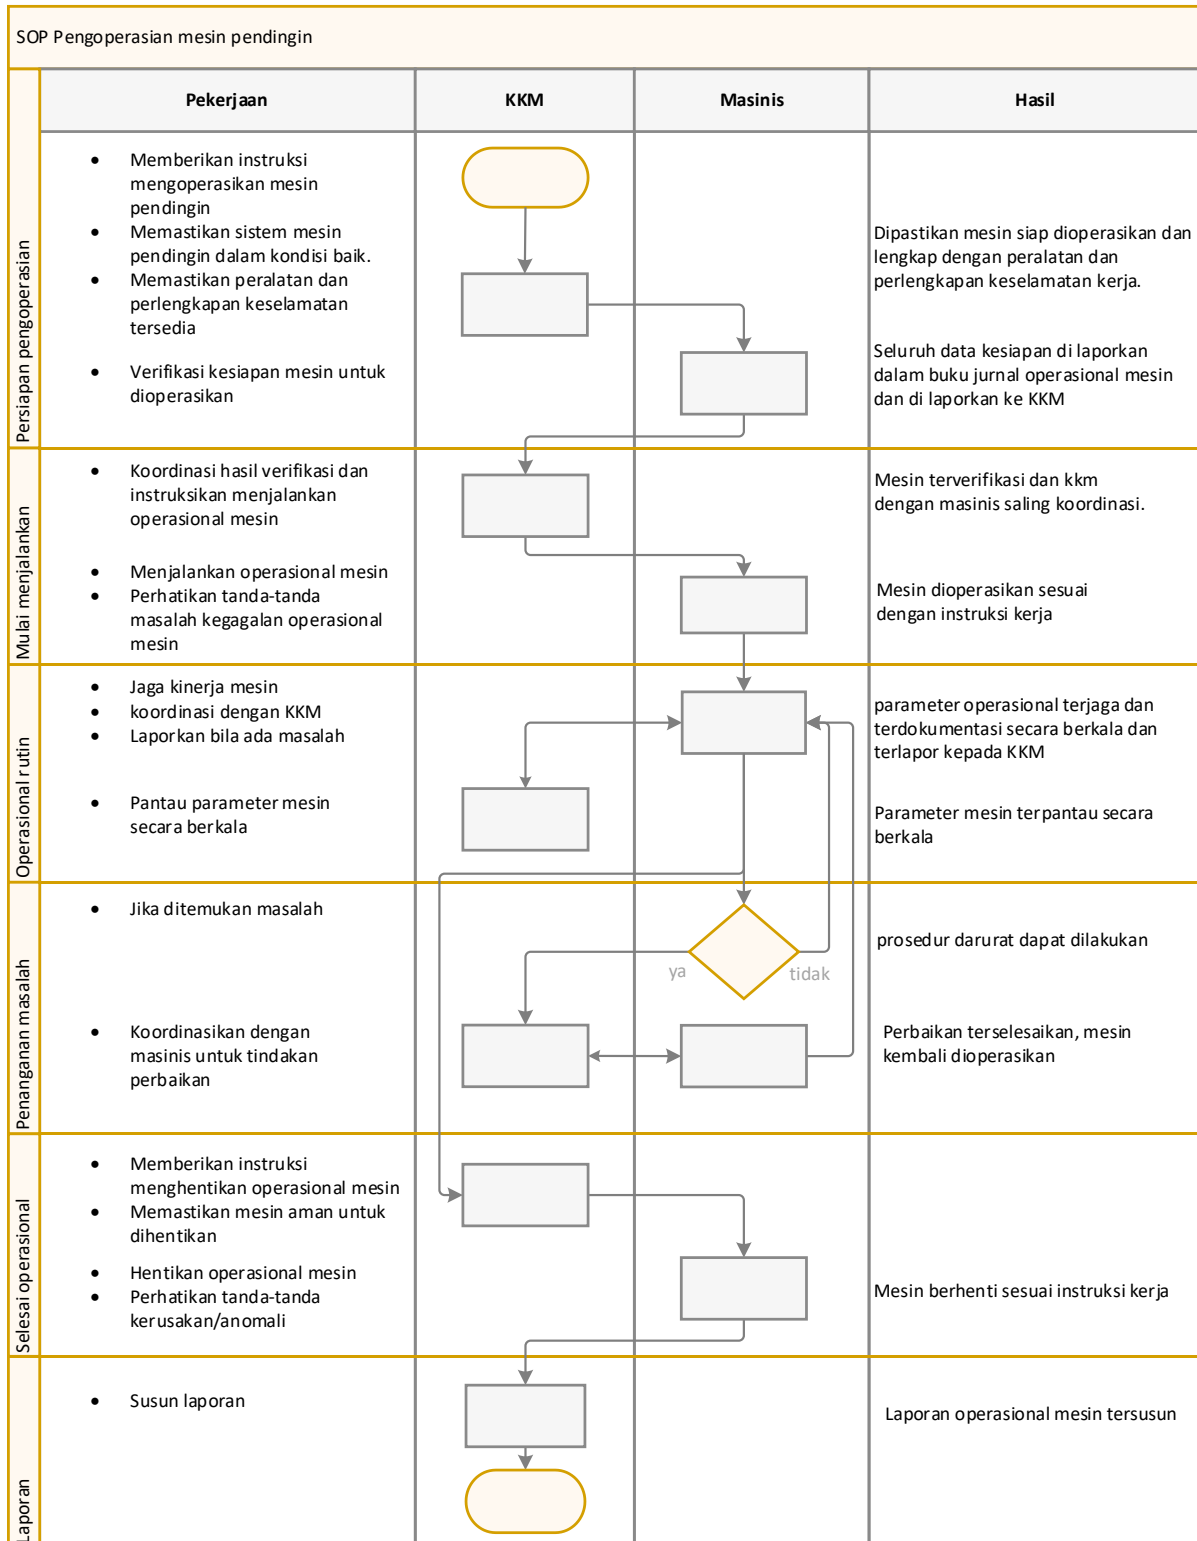 SOP Pengoperasian mesin pendingin
Pekerjaan
KKM
Masinis
Hasil
Persiapan pengoperasian
• Memberikan instruksi
mengoperasikan mesin
pendingin
• Memastikan sistem mesin
pendingin dalam kondisi baik.
• Memastikan peralatan dan
perlengkapan keselamatan
tersedia
• Verifikasi kesiapan mesin untuk
dioperasikan
Dipastikan mesin siap dioperasikan dan
lengkap dengan peralatan dan
perlengkapan keselamatan kerja.
Seluruh data kesiapan di laporkan
dalam buku jurnal operasional mesin
dan di laporkan ke KKM
Mulai menjalankan
• Koordinasi hasil verifikasi dan
instruksikan menjalankan
operasional mesin
• Menjalankan operasional mesin
• Perhatikan tanda-tanda
masalah kegagalan operasional
mesin
Mesin terverifikasi dan kkm
dengan masinis saling koordinasi.
Mesin dioperasikan sesuai
dengan instruksi kerja
Operasional rutin
• Jaga kinerja mesin
• koordinasi dengan KKM
• Laporkan bila ada masalah
• Pantau parameter mesin
secara berkala
parameter operasional terjaga dan
terdokumentasi secara berkala dan
terlapor kepada KKM
Parameter mesin terpantau secara
berkala
Penanganan masalah
• Jika ditemukan masalah
ya
tidak
prosedur darurat dapat dilakukan
• Koordinasikan dengan
masinis untuk tindakan
perbaikan
Perbaikan terselesaikan, mesin
kembali dioperasikan
Selesai operasional
• Memberikan instruksi
menghentikan operasional mesin
• Memastikan mesin aman untuk
dihentikan
• Hentikan operasional mesin
• Perhatikan tanda-tanda
kerusakan/anomali
Mesin berhenti sesuai instruksi kerja
Laporan
• Susun laporan
Laporan operasional mesin tersusun